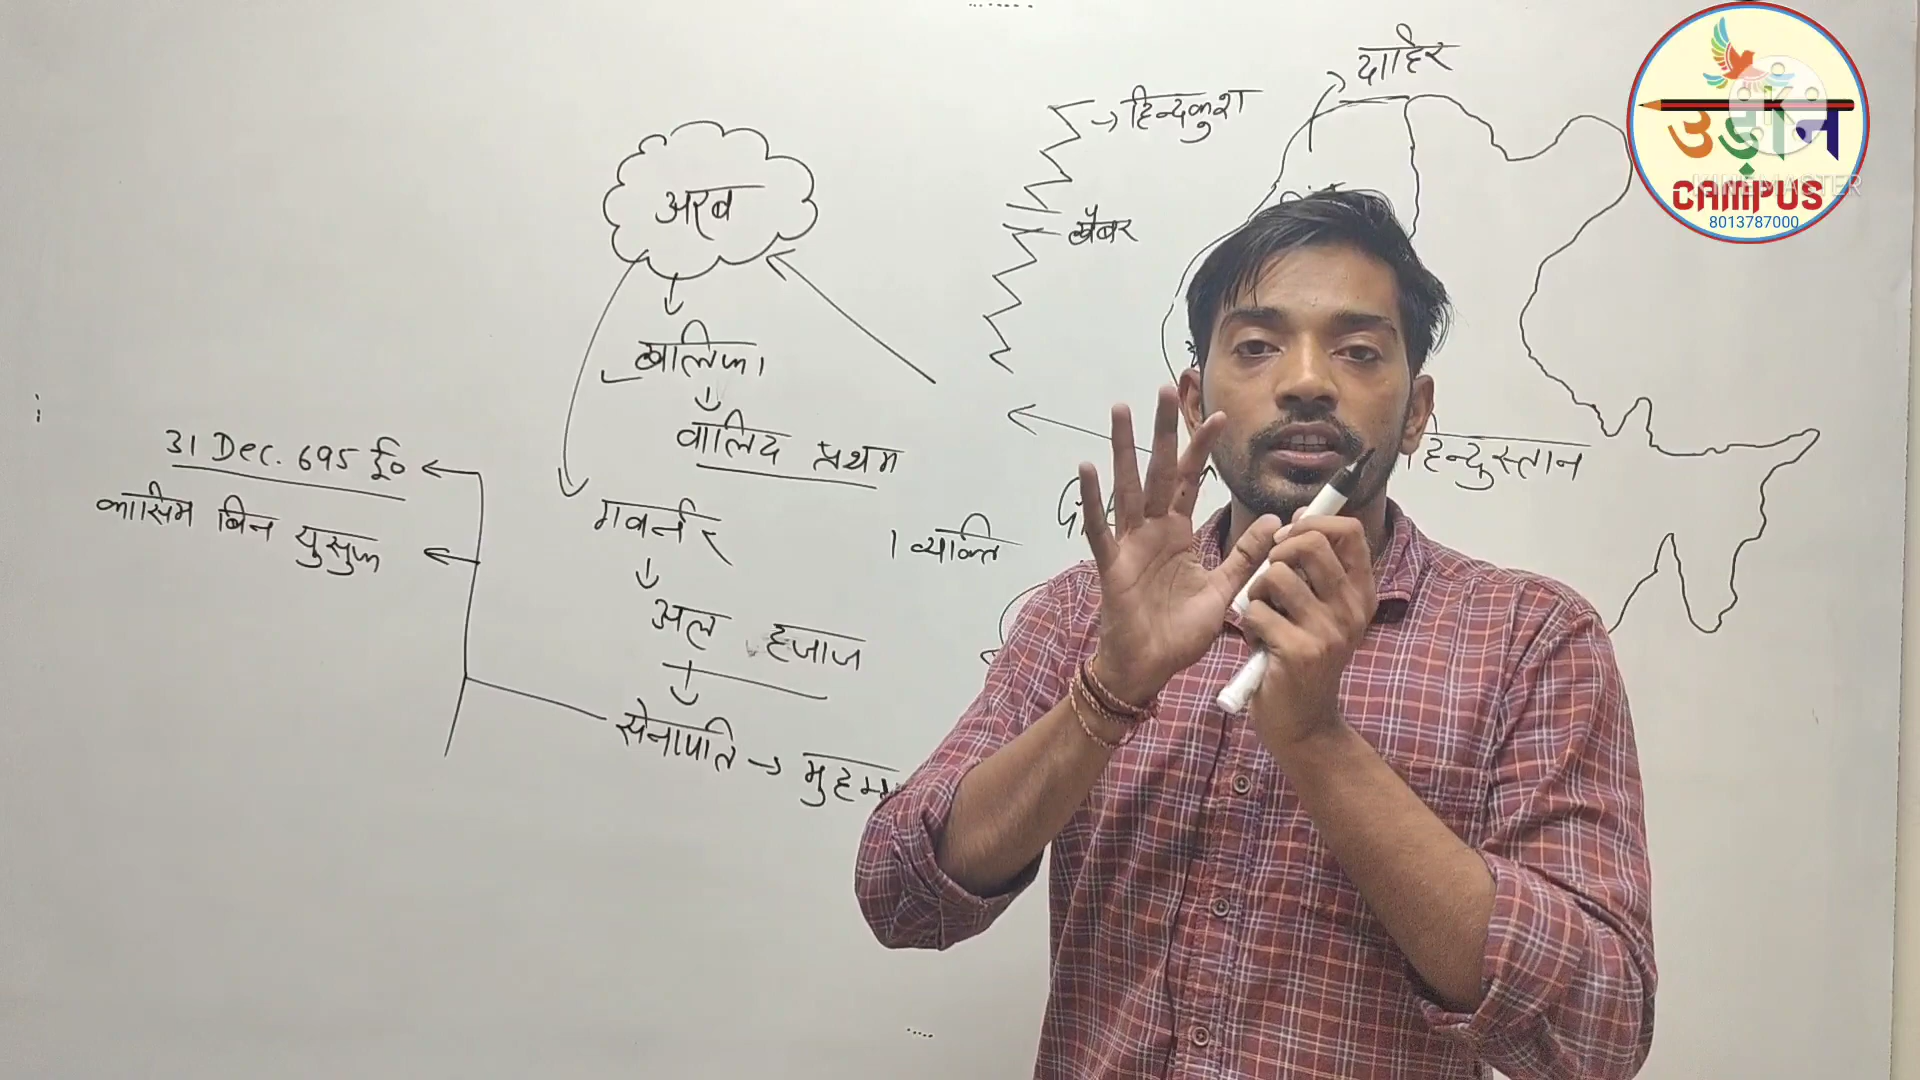 दाहिर
हिन्दकुश
उड़ान
KINEMASTER
CAMPUS
8013787000
अरब
खैबर
खालिफा
वालिद प्रथम
31 Dec. 695 ई०
हिन्दुस्तान
कासिम बिन युसुफ
गवर्नर
1 व्यक्ति
अल हजाज
सेनापति → मुहम्म